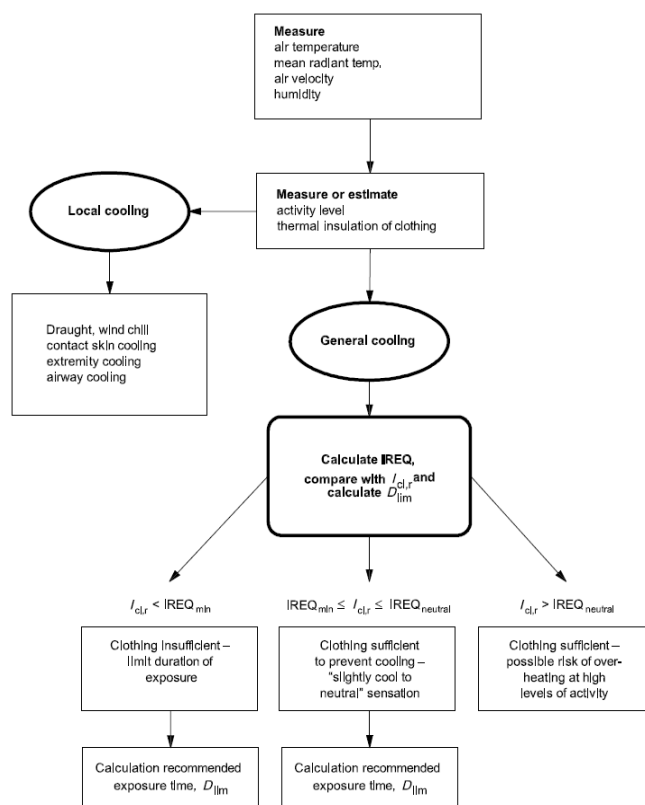 Measure
air temperature
mean radiant temp.
air velocity
humidity
Measure or estimate
activity level
thermal insulation of clothing
Local cooling
Draught, wind chill
contact skin cooling
extremity cooling
airway cooling
General cooling
Calculate IREQ,
compare with Icl,r and
calculate Dlim
Icl,r < IREQmin
IREQmin ≤ Icl,r ≤ IREQneutral
Icl,r > IREQneutral
Clothing insufficient –
limit duration of
exposure
Clothing sufficient
to prevent cooling –
"slightly cool to
neutral" sensation
Clothing sufficient –
possible risk of over-
heating at high
levels of activity
Calculation recommended
exposure time, Dlim
Calculation recommended
exposure time, Dlim